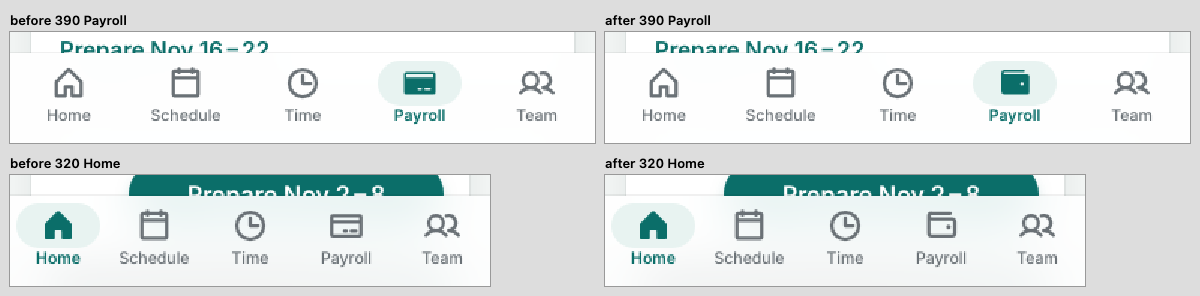 before 390 Payroll
Prepare Nov 16 – 22
Home Schedule Time Payroll Team
after 390 Payroll
Prepare Nov 16 – 22
Home Schedule Time Payroll Team
before 320 Home
Prepare Nov 2 – 8
Home Schedule Time Payroll Team
after 320 Home
Prepare Nov 2 – 8
Home Schedule Time Payroll Team